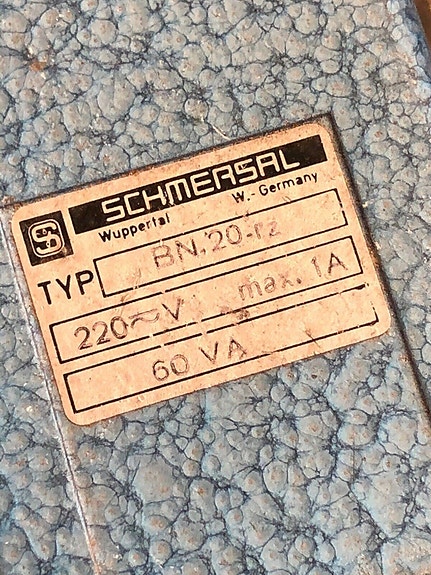 SCHMERSAL
Wuppertal W.-Germany
TYP BN.20-rz
220~V max. 1A
60 VA